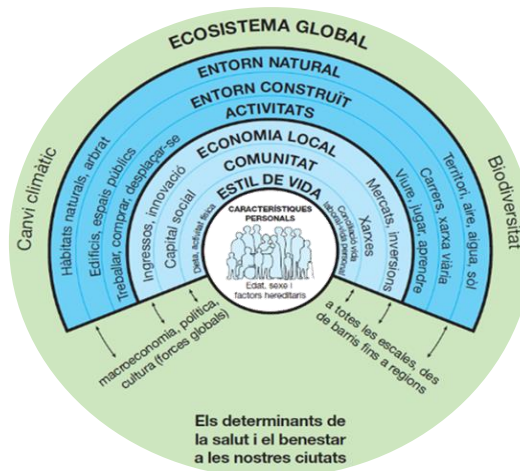 ECOSISTEMA GLOBAL
Canvi climàtic
Biodiversitat
ENTORN NATURAL
Hàbitats naturals, arbrat
Territori, aire, aigua, sòl
ENTORN CONSTRUÏT
Edificis, espais públics
Carrers, xarxa viària
ACTIVITATS
Treballar, comprar, desplaçar-se
Viure, jugar, aprendre
ECONOMIA LOCAL
Ingressos, innovació
Mercats, inversions
COMUNITAT
Capital social
Xarxes
ESTIL DE VIDA
Dieta, activitat física
Conciliació vida
laboral-vida personal
CARACTERÍSTIQUES
PERSONALS
Edat, sexe i
factors hereditaris
macroeconomia, política,
cultura (forces globals)
a totes les escales, des
de barris fins a regions
Els determinants de
la salut i el benestar
a les nostres ciutats